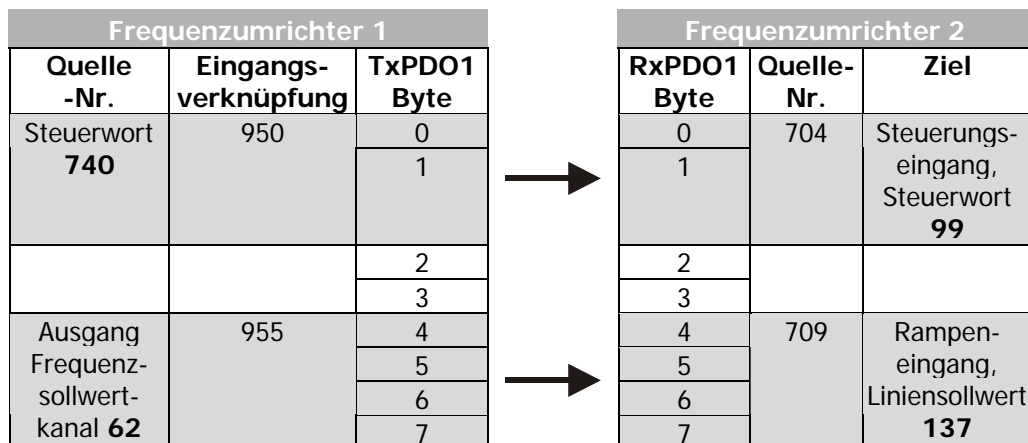 Frequenzumrichter 1
Quelle Eingangs- TxPDO1
-Nr. verknüpfung Byte
Steuerwort 950 0
740 1
2
3
Ausgang 955 4
Frequenz- 5
sollwert- 6
kanal 62 7
Frequenzumrichter 2
RxPDO1 Quelle- Ziel
Byte Nr.
0 704 Steuerungs-
1 eingang,
Steuerwort
99
2
3
4 709 Rampen-
5 eingang,
6 Liniensollwert
7 137